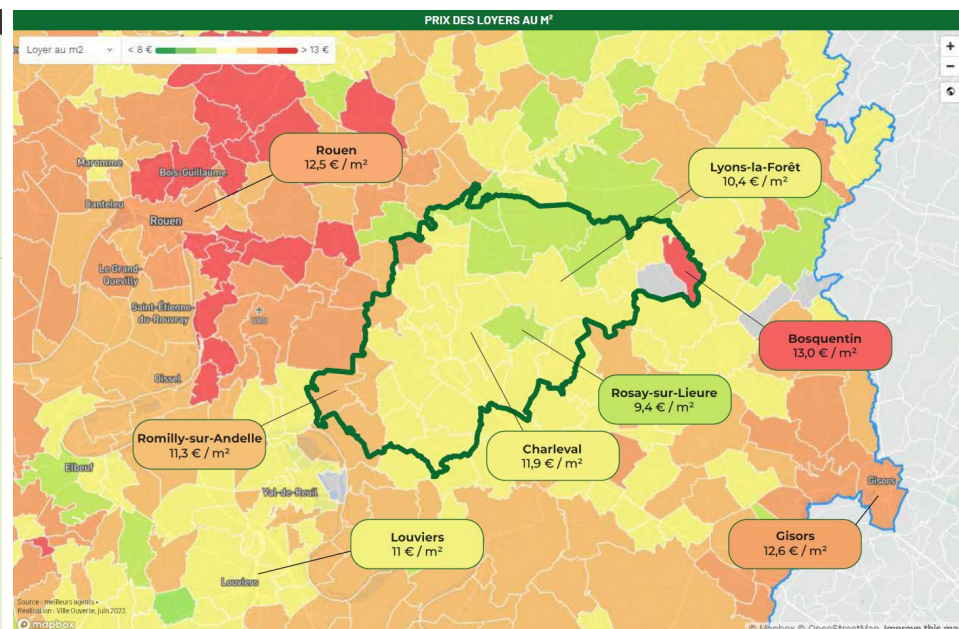 PRIX DES LOYERS AU M²
Loyer au m2
< 8 €
> 13 €
Rouen
12,5 € / m²
Lyons-la-Forêt
10,4 € / m²
Maromme
Bois-Guillaume
Canteleu
Rouen
Le Grand-
Quevilly
Saint-Étienne-
du-Rouvray
URO
Oissel
Bosquentin
13,0 € / m²
Rosay-sur-Lieure
9,4 € / m²
Romilly-sur-Andelle
11,3 € / m²
Charleval
11,9 € / m²
Elbeuf
Val-de-Reuil
Gisors
Louviers
11 € / m²
Gisors
12,6 € / m²
Louviers
Source : meilleurs agents •
Réalisation : Ville Ouverte, juin 2023
mapbox
© Mapbox © OpenStreetMap Improve this map